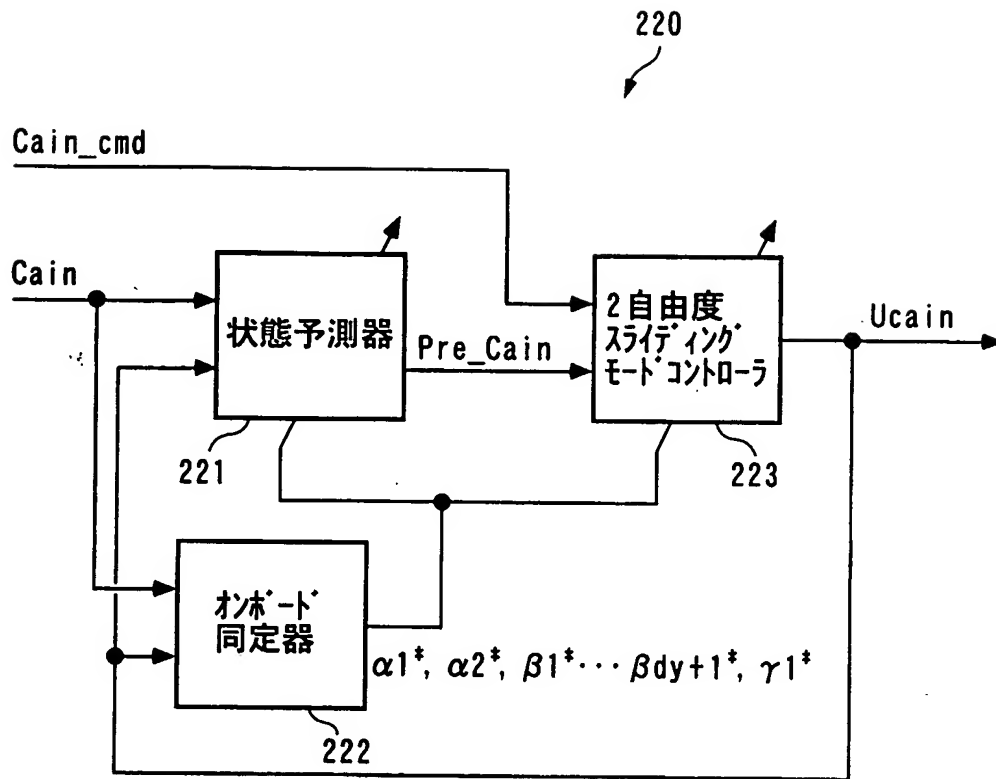 220
Cain_cmd
Cain
状態予測器
Pre_Cain
2自由度
スライディング
モードコントローラ
Ucain
221
223
オンボード
同定器
α1*, α2*, β1*···βdy+1*, γ1*
222